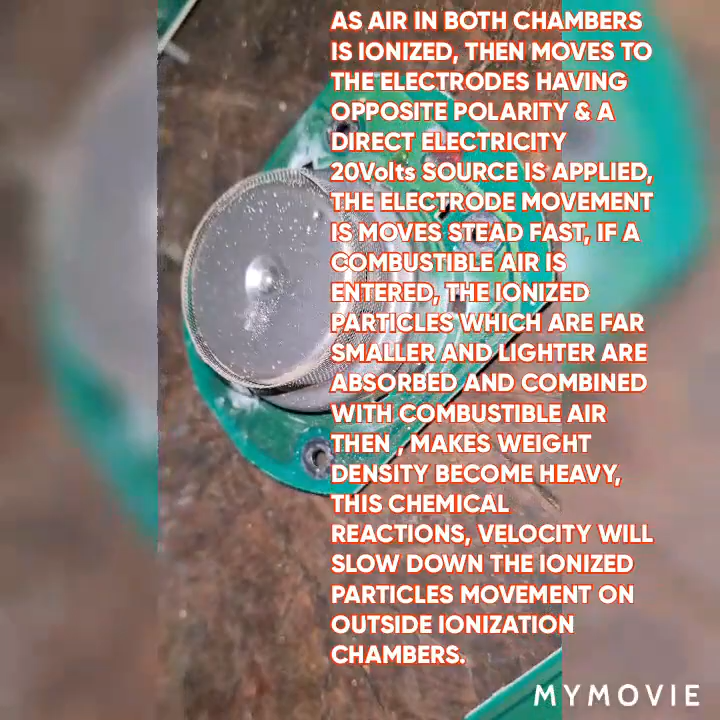 AS AIR IN BOTH CHAMBERS
IS IONIZED, THEN MOVES TO
THE ELECTRODES HAVING
OPPOSITE POLARITY & A
DIRECT ELECTRICITY
20Volts SOURCE IS APPLIED,
THE ELECTRODE MOVEMENT
IS MOVES STEAD FAST, IF A
COMBUSTIBLE AIR IS
ENTERED, THE IONIZED
PARTICLES WHICH ARE FAR
SMALLER AND LIGHTER ARE
ABSORBED AND COMBINED
WITH COMBUSTIBLE AIR
THEN , MAKES WEIGHT
DENSITY BECOME HEAVY,
THIS CHEMICAL
REACTIONS, VELOCITY WILL
SLOW DOWN THE IONIZED
PARTICLES MOVEMENT ON
OUTSIDE IONIZATION
CHAMBERS.
MYMOVIE